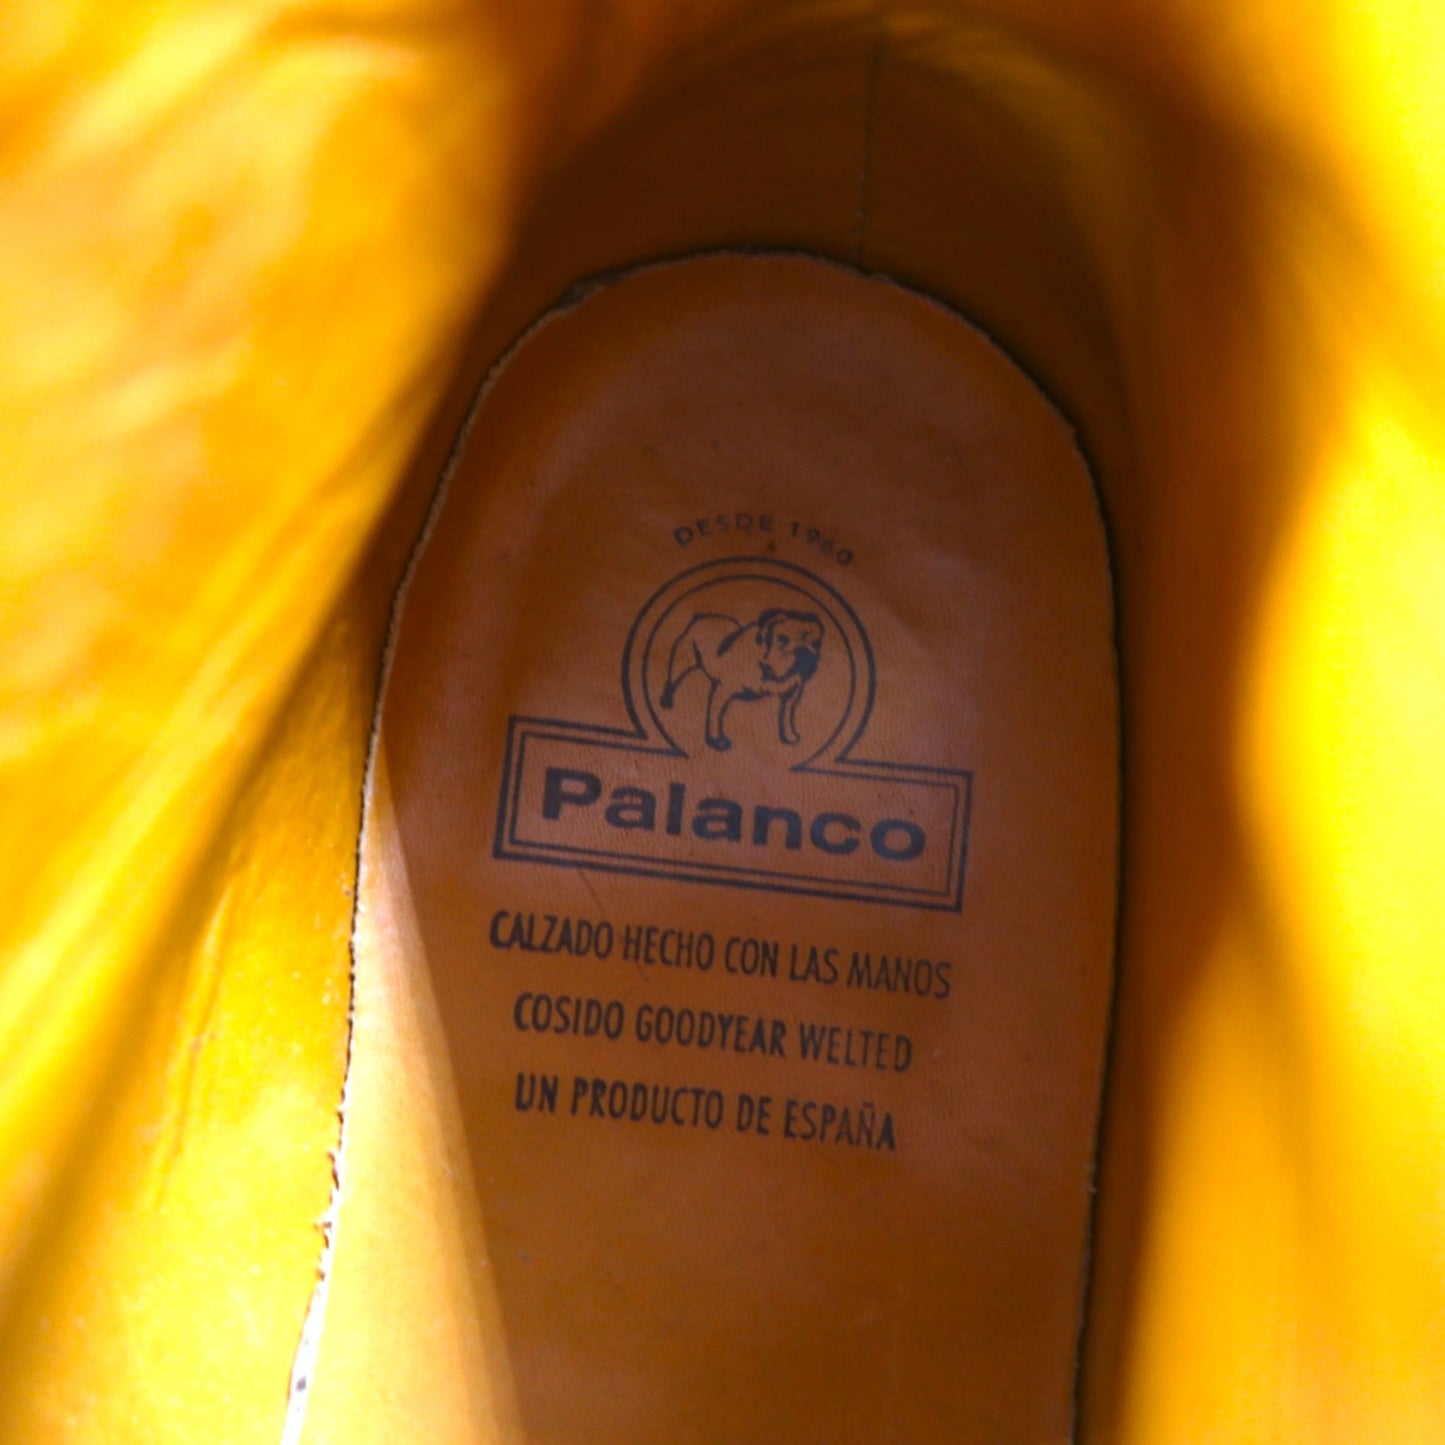 DESDE 1960
Palanco
CALZADO HECHO CON LAS MANOS
COSIDO GOODYEAR WELTED
UN PRODUCTO DE ESPAÑA